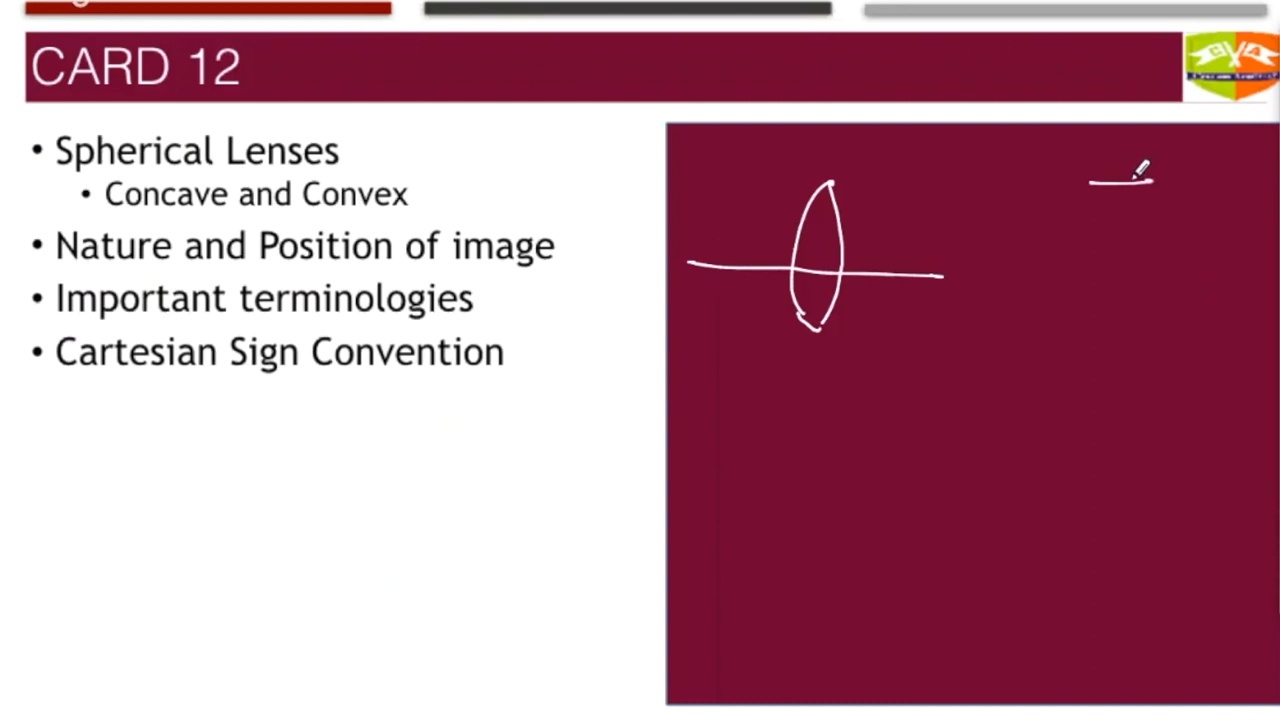 CARD 12
• Spherical Lenses
• Concave and Convex
• Nature and Position of image
• Important terminologies
• Cartesian Sign Convention